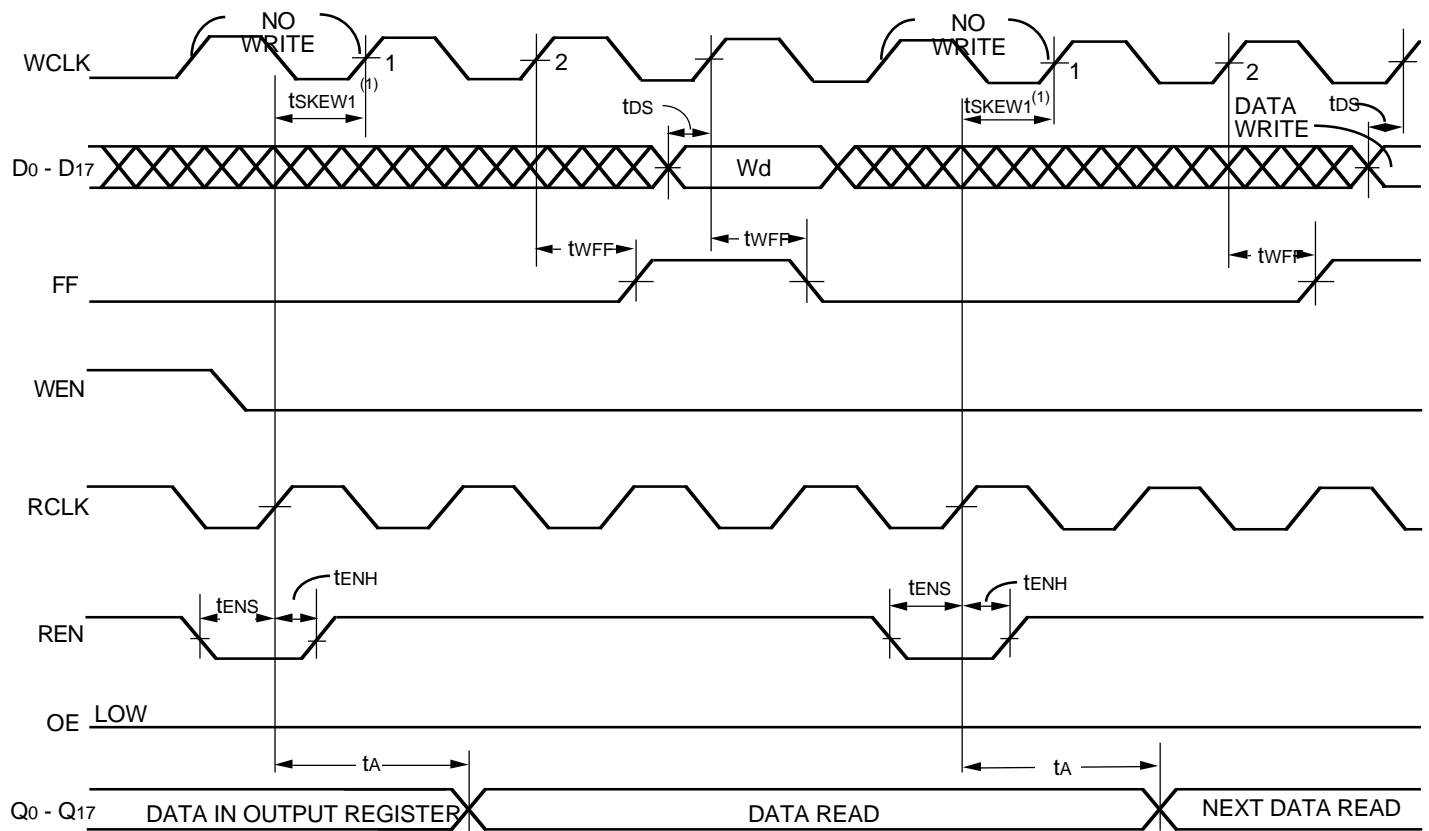 NO WRITE
NO WRITE
WCLK
1
2
1
2
tSKEW1(1)
tDS
tSKEW1(1)
DATA WRITE
tDS
D0 - D17
Wd
tWFF
tWFF
tWFF
FF
WEN
RCLK
tENS
tENH
tENS
tENH
REN
OE
LOW
tA
tA
Q0 - Q17
DATA IN OUTPUT REGISTER
DATA READ
NEXT DATA READ